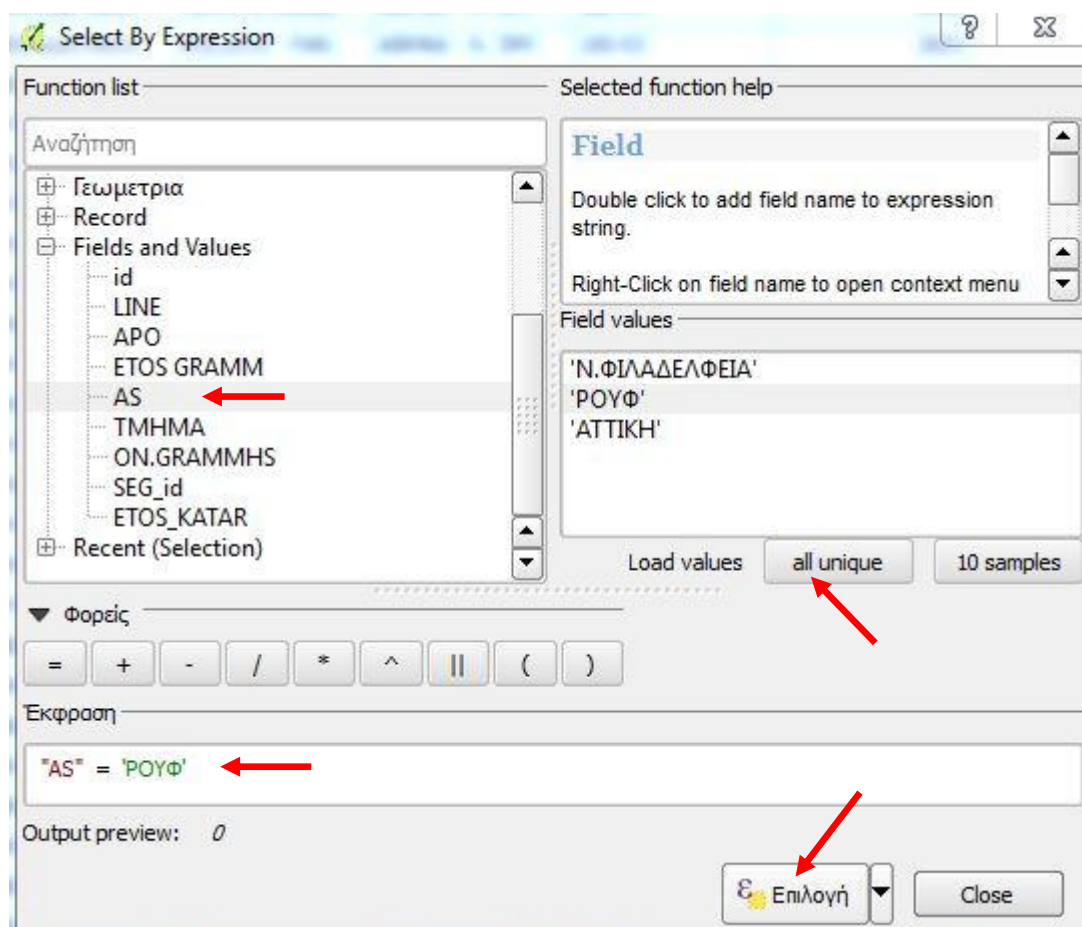 Select By Expression
Function list
Αναζήτηση
Γεωμετρια
Record
Fields and Values
id
LINE
APO
ETOS GRAMM
AS
TMHMA
ON.GRAMMHS
SEG_id
ETOS_KATAR
Recent (Selection)
Selected function help
Field
Double click to add field name to expression
string.
Right-Click on field name to open context menu
Field values
'Ν.ΦΙΛΑΔΕΛΦΕΙΑ'
'ΡΟΥΦ'
'ΑΤΤΙΚΗ'
Load values all unique 10 samples
Φορείς
= + - / * ^ || ( )
Έκφραση
"AS" = 'ΡΟΥΦ'
Output preview: 0
ε Επιλογή Close